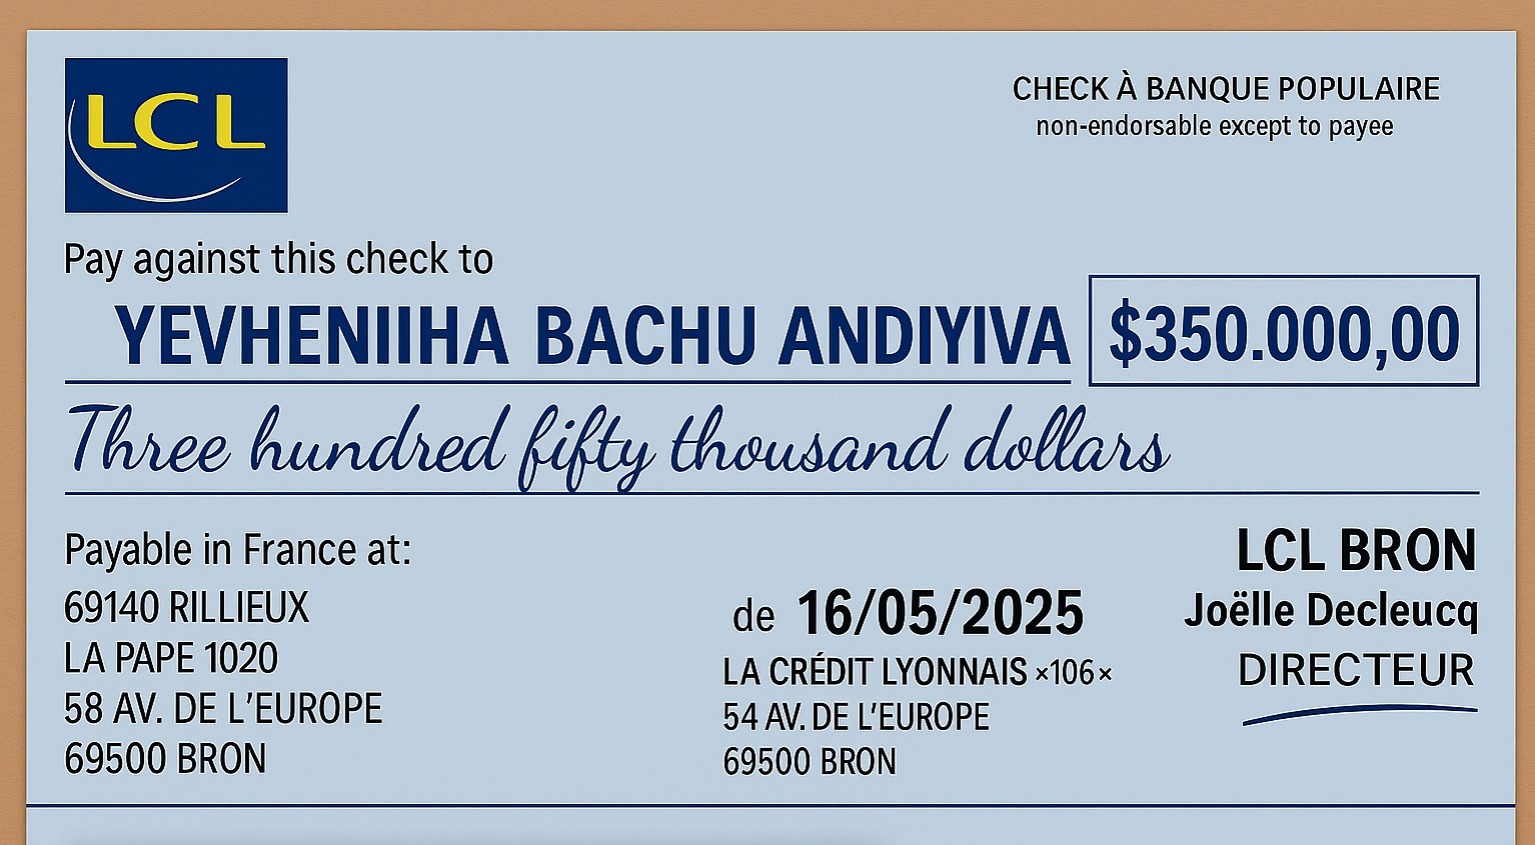 LCL
CHECK À BANQUE POPULAIRE
non-endorsable except to payee
Pay against this check to
YEVHENIIHA BACHU ANDIYIVA
$350.000,00
Three hundred fifty thousand dollars
Payable in France at:
69140 RILLIEUX
LA PAPE 1020
58 AV. DE L'EUROPE
69500 BRON
de 16/05/2025
LA CRÉDIT LYONNAIS ×106×
54 AV. DE L'EUROPE
69500 BRON
LCL BRON
Joëlle Decleucq
DIRECTEUR